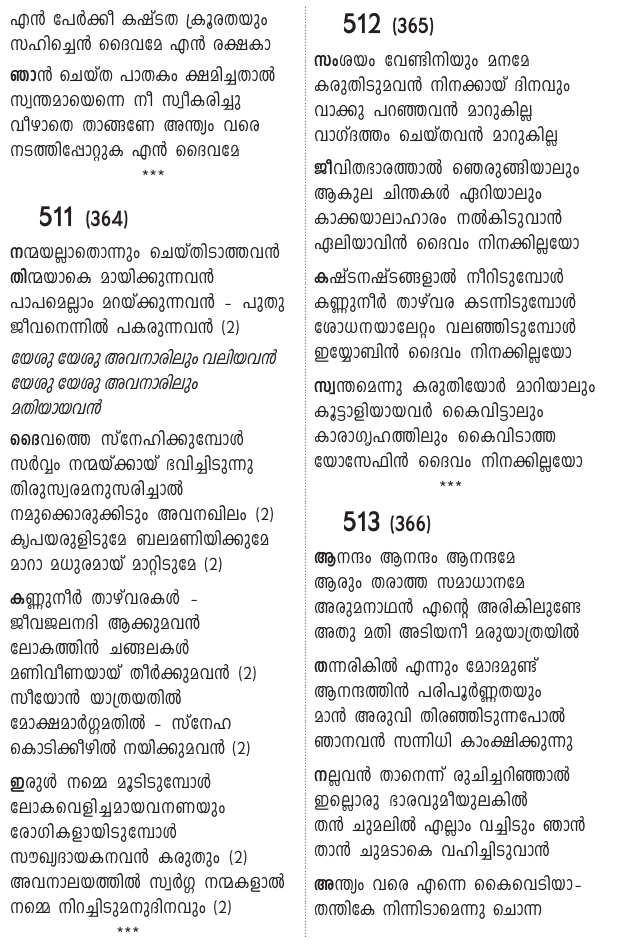 എൻ പേർക്കീ കഷ്ടത ക്രൂരതയും
സഹിച്ചെൻ ദൈവമേ എൻ രക്ഷകാ
ഞാൻ ചെയ്ത പാതകം ക്ഷമിച്ചതാൽ
സ്വന്തമായെന്നെ നീ സ്വീകരിച്ചു
വീഴാതെ താങ്ങണേ അന്ത്യം വരെ
നടത്തിപ്പോറ്റുക എൻ ദൈവമേ
***
511 (364)
നന്മയല്ലാതൊന്നും ചെയ്തിടാത്തവൻ
തിന്മയാകെ മായിക്കുന്നവൻ
പാപമെല്ലാം മറയ്ക്കുന്നവൻ - പുതു
ജീവനെന്നിൽ പകരുന്നവൻ (2)
യേശു യേശു അവനാരിലും വലിയവൻ
യേശു യേശു അവനാരിലും
മതിയായവൻ
ദൈവത്തെ സ്നേഹിക്കുമ്പോൾ
സർവ്വം നന്മയ്ക്കായ് ഭവിച്ചിടുന്നു
തിരുസ്വരമനുസരിച്ചാൽ
നമുക്കൊരുക്കിടും അവനഖിലം (2)
കൃപയരുളിടുമേ ബലമണിയിക്കുമേ
മാറാ മധുരമായ് മാറ്റിടുമേ (2)
കണ്ണുനീർ താഴ്‌വരകൾ -
ജീവജലനദി ആക്കുമവൻ
ലോകത്തിൻ ചങ്ങലകൾ
മണിവീണയായ് തീർക്കുമവൻ (2)
സീയോൻ യാത്രയതിൽ
മോക്ഷമാർഗ്ഗമതിൽ - സ്നേഹ
കൊടിക്കീഴിൽ നയിക്കുമവൻ (2)
ഇരുൾ നമ്മെ മൂടിടുമ്പോൾ
ലോകവെളിച്ചമായവനണയും
രോഗികളായിടുമ്പോൾ
സൗഖ്യദായകനവൻ കരുതും (2)
അവനാലയത്തിൽ സ്വർഗ്ഗ നന്മകളാൽ
നമ്മെ നിറച്ചിടുമനുദിനവും (2)
***
512 (365)
സംശയം വേണ്ടിനിയും മനമേ
കരുതിടുമവൻ നിനക്കായ് ദിനവും
വാക്കു പറഞ്ഞവൻ മാറുകില്ല
വാഗ്ദത്തം ചെയ്തവൻ മാറുകില്ല
ജീവിതഭാരത്താൽ ഞെരുങ്ങിയാലും
ആകുല ചിന്തകൾ ഏറിയാലും
കാക്കയാലാഹാരം നൽകിടുവാൻ
ഏലിയാവിൻ ദൈവം നിനക്കില്ലയോ
കഷ്ടനഷ്ടങ്ങളാൽ നീറിടുമ്പോൾ
കണ്ണുനീർ താഴ്‌വര കടന്നിടുമ്പോൾ
ശോധനയാലേറ്റം വലഞ്ഞിടുമ്പോൾ
ഇയ്യോബിൻ ദൈവം നിനക്കില്ലയോ
സ്വന്തമെന്നു കരുതിയോർ മാറിയാലും
കൂട്ടാളിയായവർ കൈവിട്ടാലും
കാരാഗൃഹത്തിലും കൈവിടാത്ത
യോസേഫിൻ ദൈവം നിനക്കില്ലയോ
***
513 (366)
ആനന്ദം ആനന്ദം ആനന്ദമേ
ആരും തരാത്ത സമാധാനമേ
അരുമനാഥൻ എന്റെ അരികിലുണ്ടേ
അതു മതി അടിയനീ മരുയാത്രയിൽ
തന്നരികിൽ എന്നും മോദമുണ്ട്
ആനന്ദത്തിൻ പരിപൂർണ്ണതയും
മാൻ അരുവി തിരഞ്ഞിടുന്നപോൽ
ഞാനവൻ സന്നിധി കാംക്ഷിക്കുന്നു
നല്ലവൻ താനെന്ന് രുചിച്ചറിഞ്ഞാൽ
ഇല്ലൊരു ഭാരവുമീയുലകിൽ
തൻ ചുമലിൽ എല്ലാം വച്ചിടും ഞാൻ
താൻ ചുമടാകെ വഹിച്ചിടുവാൻ
അന്ത്യം വരെ എന്നെ കൈവെടിയാ-
തന്തികേ നിന്നിടാമെന്നു ചൊന്ന